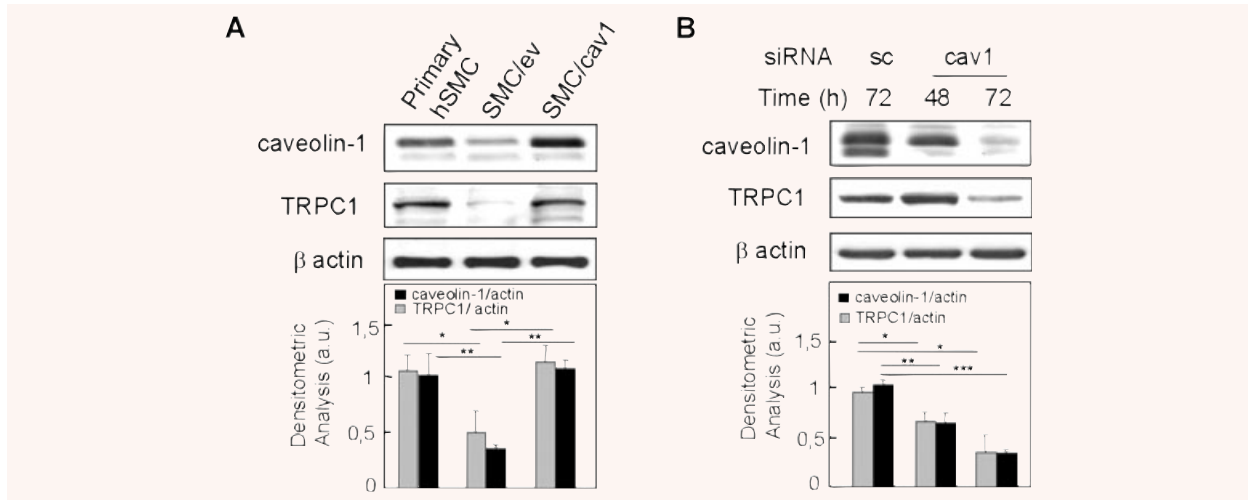 A
Primary
hSMC
SMC/ev
SMC/cav1
caveolin-1
TRPC1
β actin
caveolin-1/actin
TRPC1/ actin
Densitometric
Analysis (a.u.)
1,5
1
0,5
0
*
*
**
**
B
siRNA sc cav1
Time (h) 72 48 72
caveolin-1
TRPC1
β actin
caveolin-1/actin
TRPC1/actin
Densitometric
Analysis (a.u.)
1,5
1
0,5
0
*
*
**
***